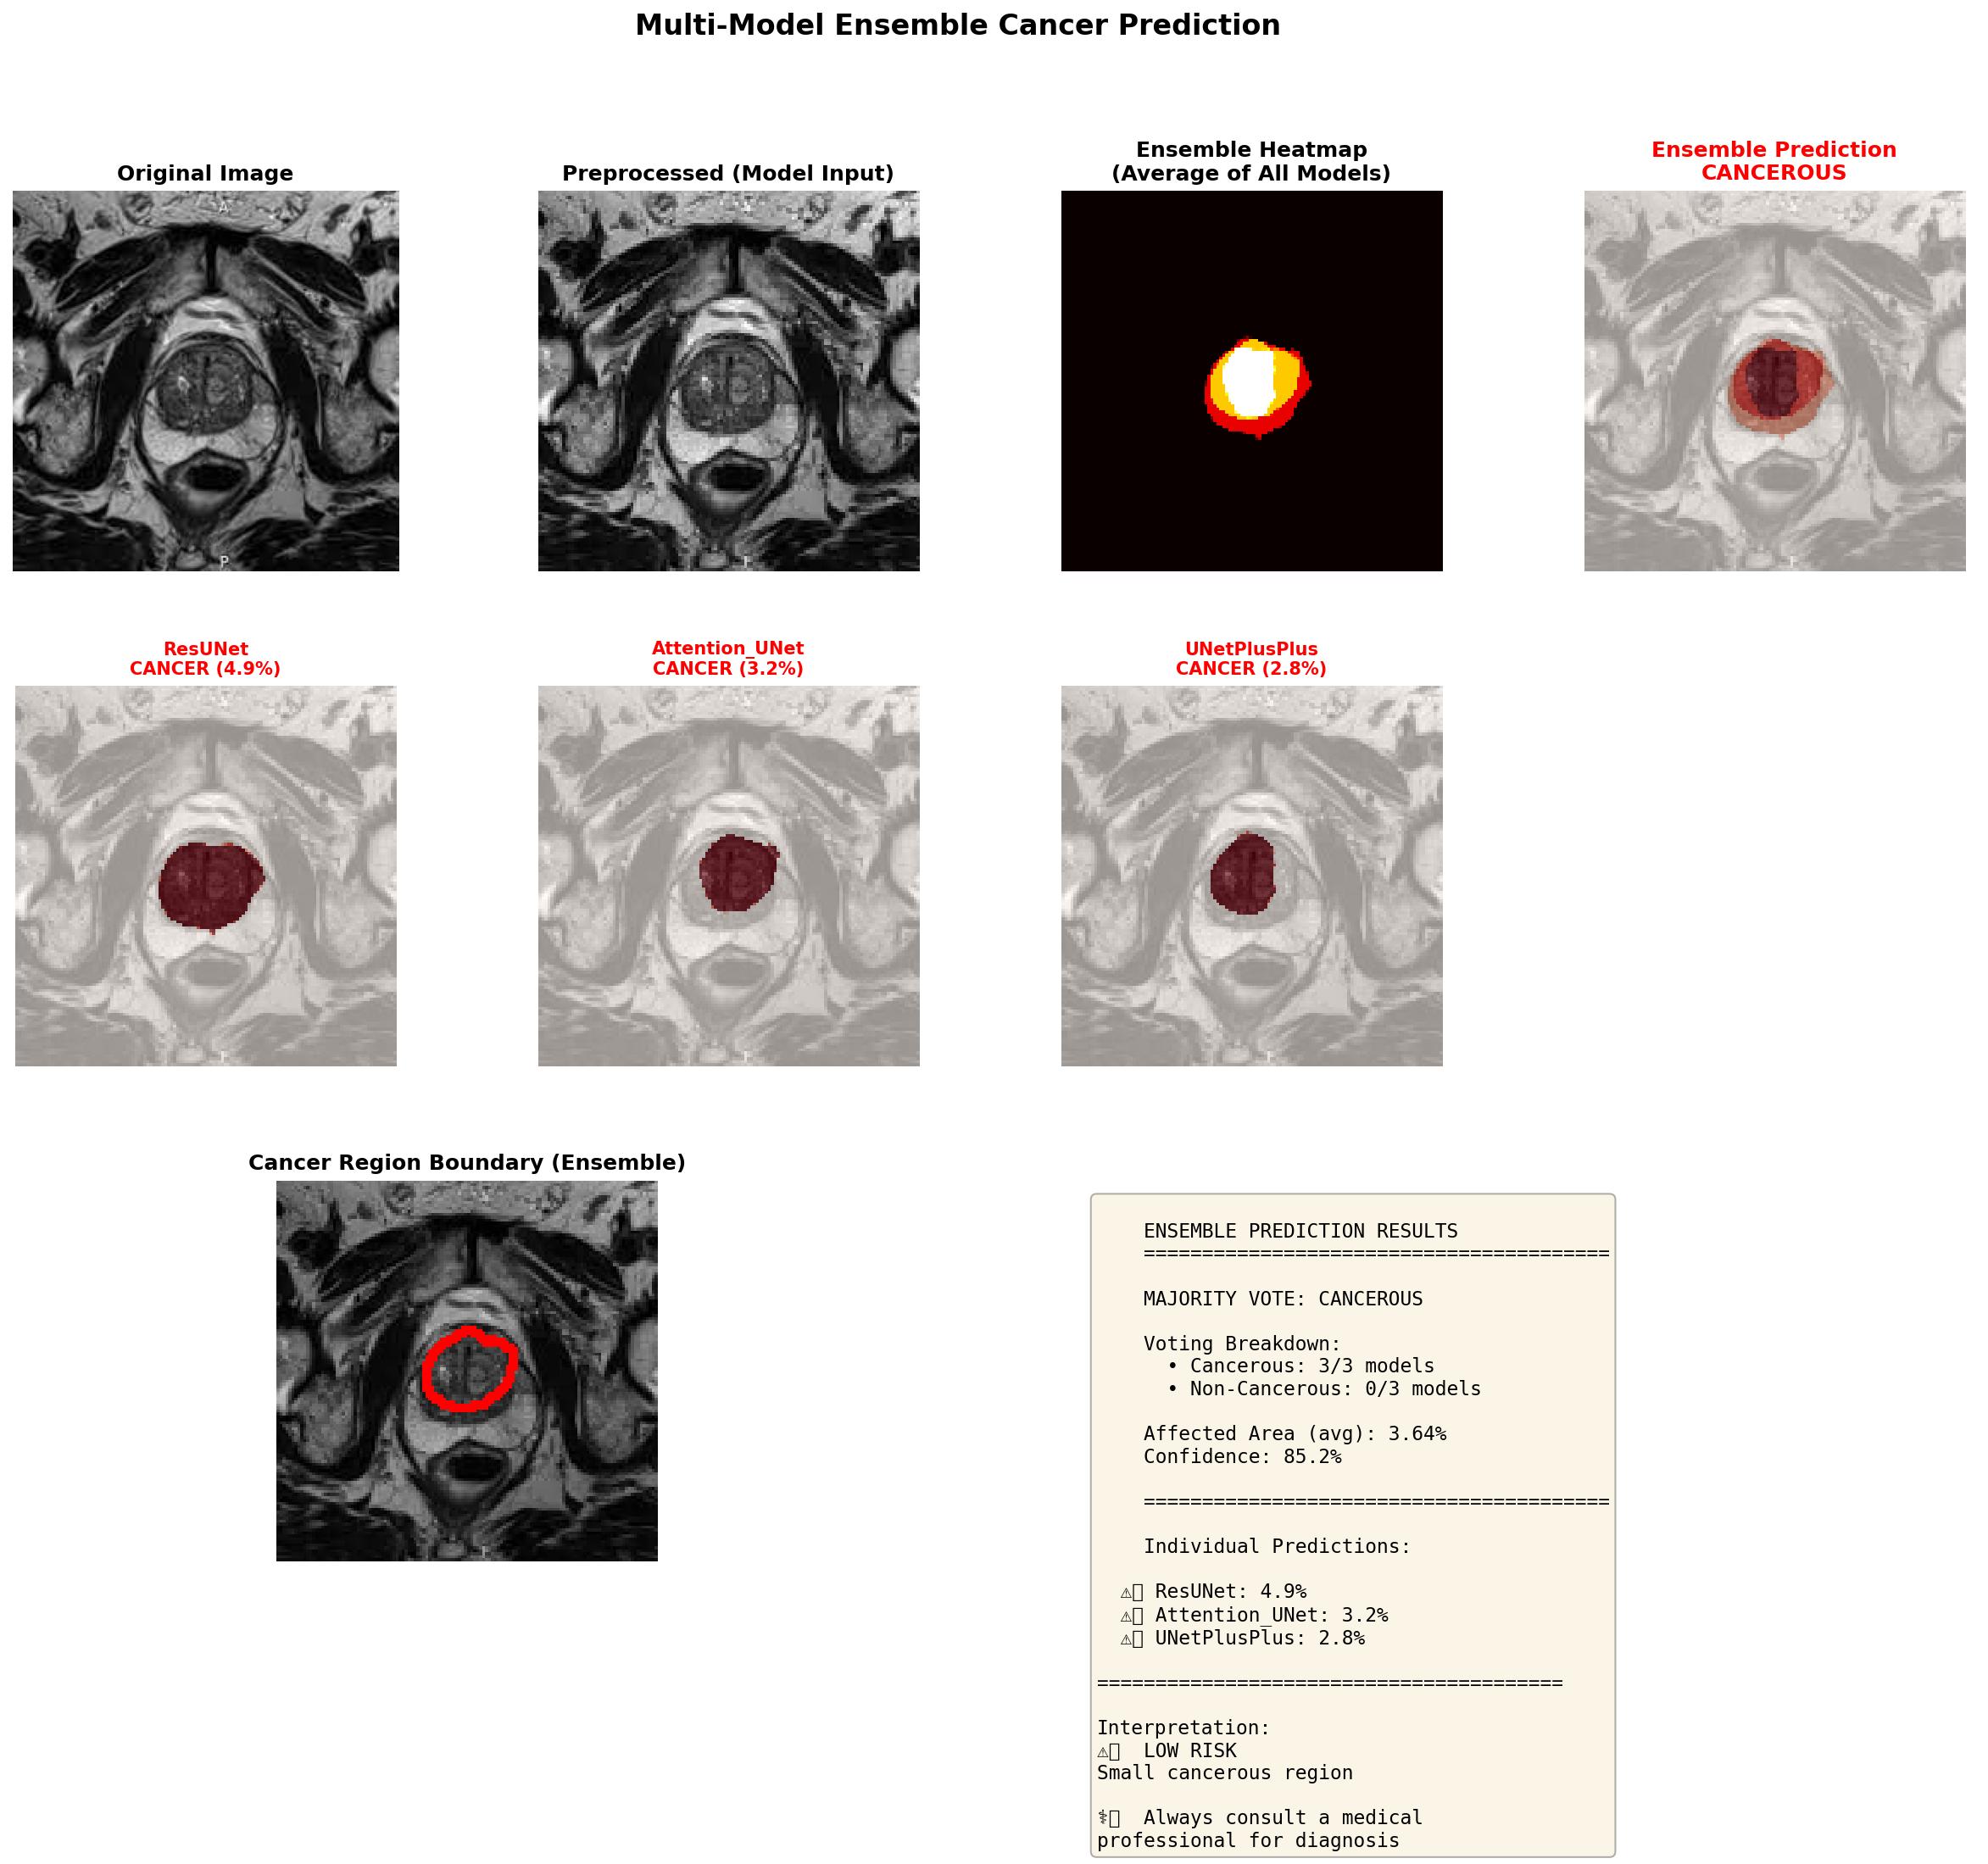 Multi-Model Ensemble Cancer Prediction
Original Image
Preprocessed (Model Input)
Ensemble Heatmap
(Average of All Models)
Ensemble Prediction
CANCEROUS
A
P
ResUNet
CANCER (4.9%)
Attention_UNet
CANCER (3.2%)
UNetPlusPlus
CANCER (2.8%)
Cancer Region Boundary (Ensemble)
ENSEMBLE PREDICTION RESULTS
========================================
MAJORITY VOTE: CANCEROUS
Voting Breakdown:
• Cancerous: 3/3 models
• Non-Cancerous: 0/3 models
Affected Area (avg): 3.64%
Confidence: 85.2%
========================================
Individual Predictions:
⚠ ResUNet: 4.9%
⚠ Attention_UNet: 3.2%
⚠ UNetPlusPlus: 2.8%
========================================
Interpretation:
⚠ LOW RISK
Small cancerous region
⚕ Always consult a medical
professional for diagnosis